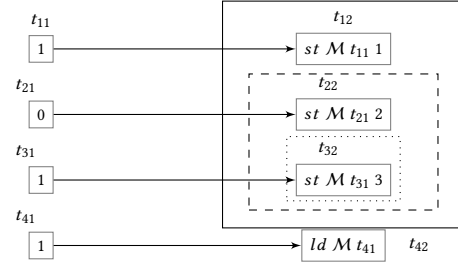 t₁₁ t₁₂
1 st M t₁₁ 1
t₂₁ t₂₂
0 st M t₂₁ 2
t₃₁ t₃₂
1 st M t₃₁ 3
t₄₁
1 ld M t₄₁ t₄₂